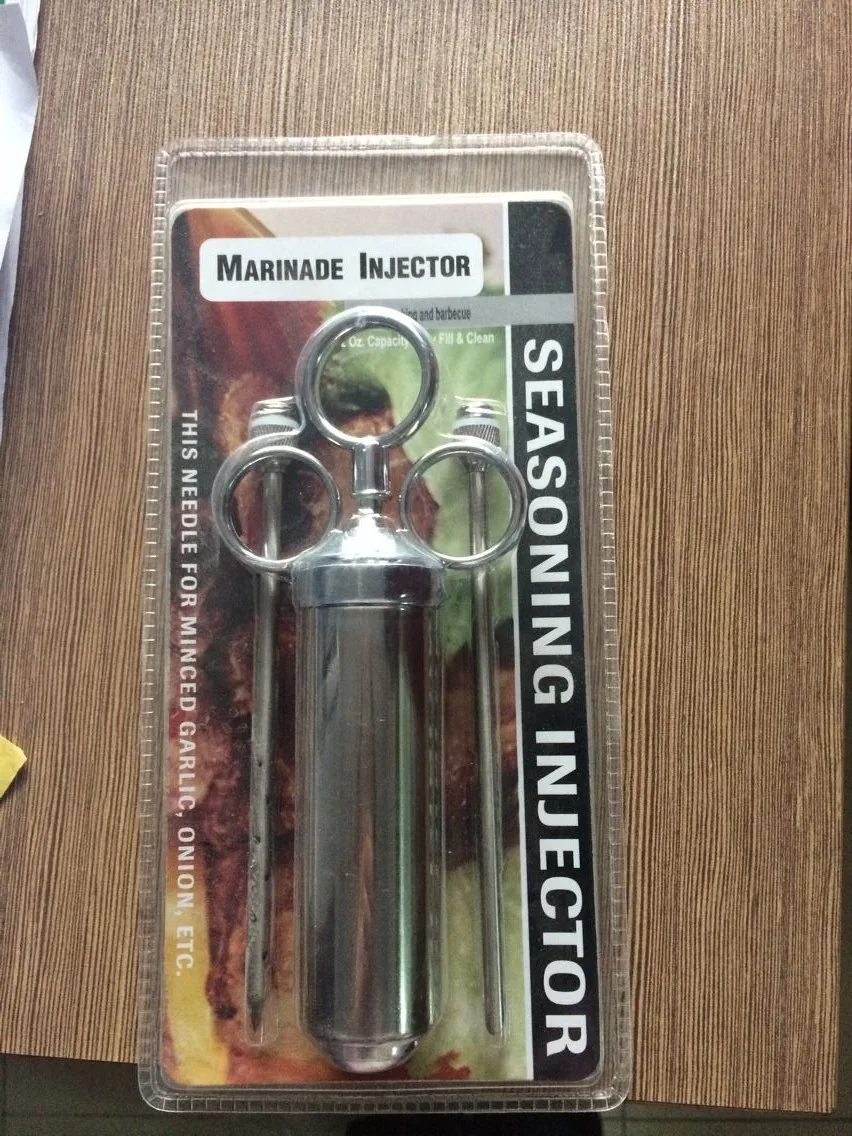 MARINADE INJECTOR
and barbecue
Oz. Capacity Fill & Clean
SEASONING INJECTOR
THIS NEEDLE FOR MINCED GARLIC, ONION, ETC.